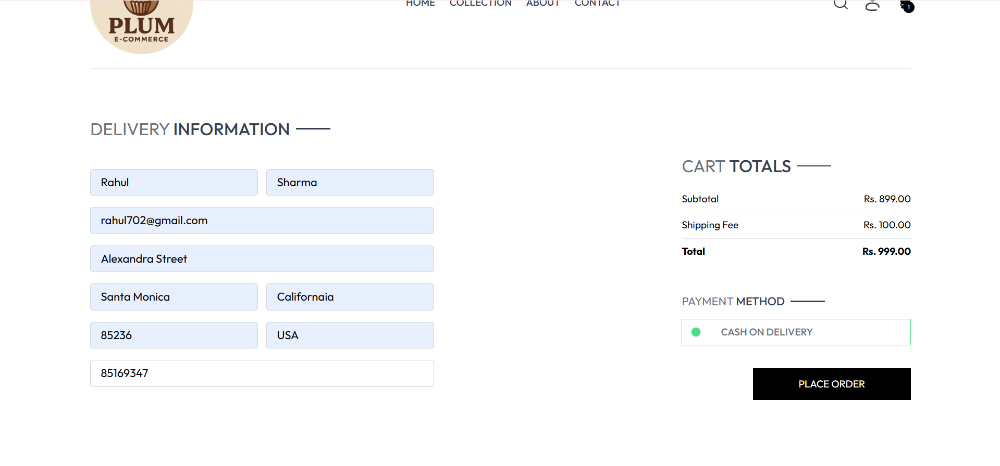 HOME COLLECTION ABOUT CONTACT
1
PLUM
E-COMMERCE
DELIVERY INFORMATION
Rahul Sharma
rahul702@gmail.com
Alexandra Street
Santa Monica Californaia
85236 USA
85169347
CART TOTALS
Subtotal Rs. 899.00
Shipping Fee Rs. 100.00
Total Rs. 999.00
PAYMENT METHOD
CASH ON DELIVERY
PLACE ORDER